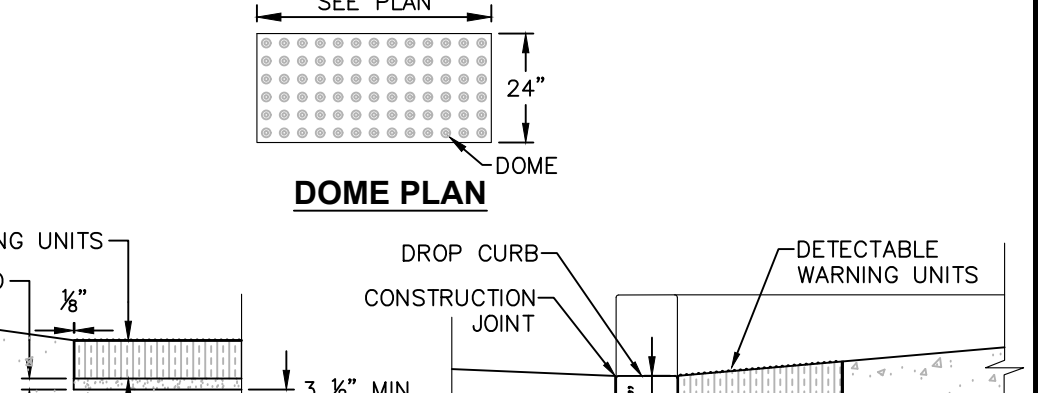 SEE PLAN
24"
DOME
DOME PLAN
UNITS
⅛"
3 ½" MIN
DROP CURB
CONSTRUCTION
JOINT
DETECTABLE
WARNING UNITS